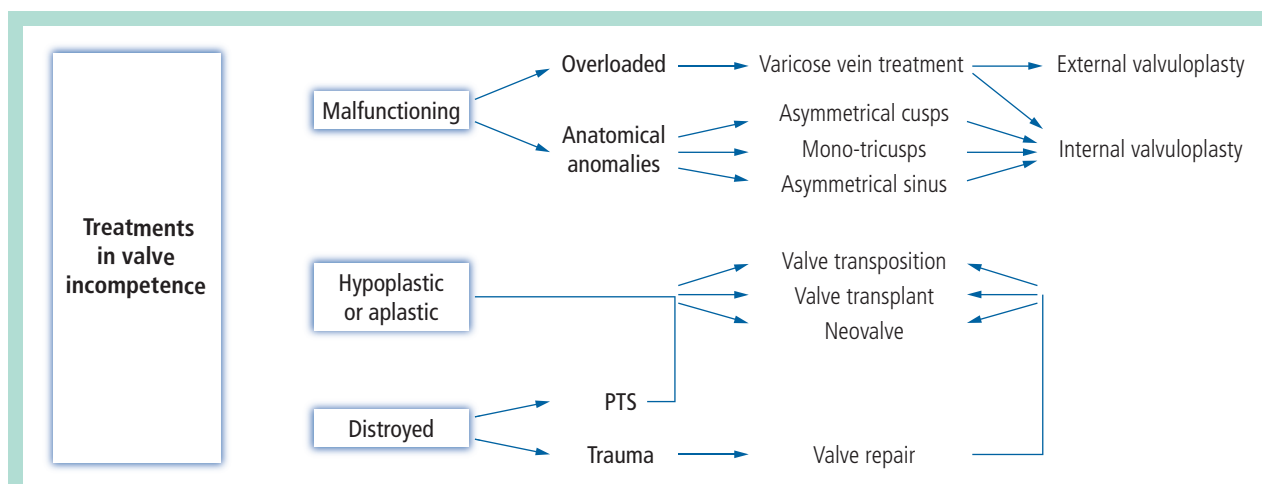 Treatments
in valve
incompetence
Malfunctioning
Overloaded
Varicose vein treatment
External valvuloplasty
Anatomical
anomalies
Asymmetrical cusps
Mono-tricusps
Asymmetrical sinus
Internal valvuloplasty
Hypoplastic
or aplastic
Valve transposition
Valve transplant
Neovalve
Distroyed
PTS
Trauma
Valve repair